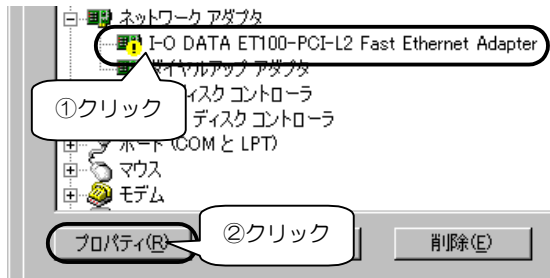 ネットワーク アダプタ
I-O DATA ET100-PCI-L2 Fast Ethernet Adapter
ダイヤルアップ アダプタ
①クリック
ィスク コントローラ
ディスク コントローラ
ポート (COM と LPT)
マウス
モデム
プロパティ(R)
②クリック
削除(E)